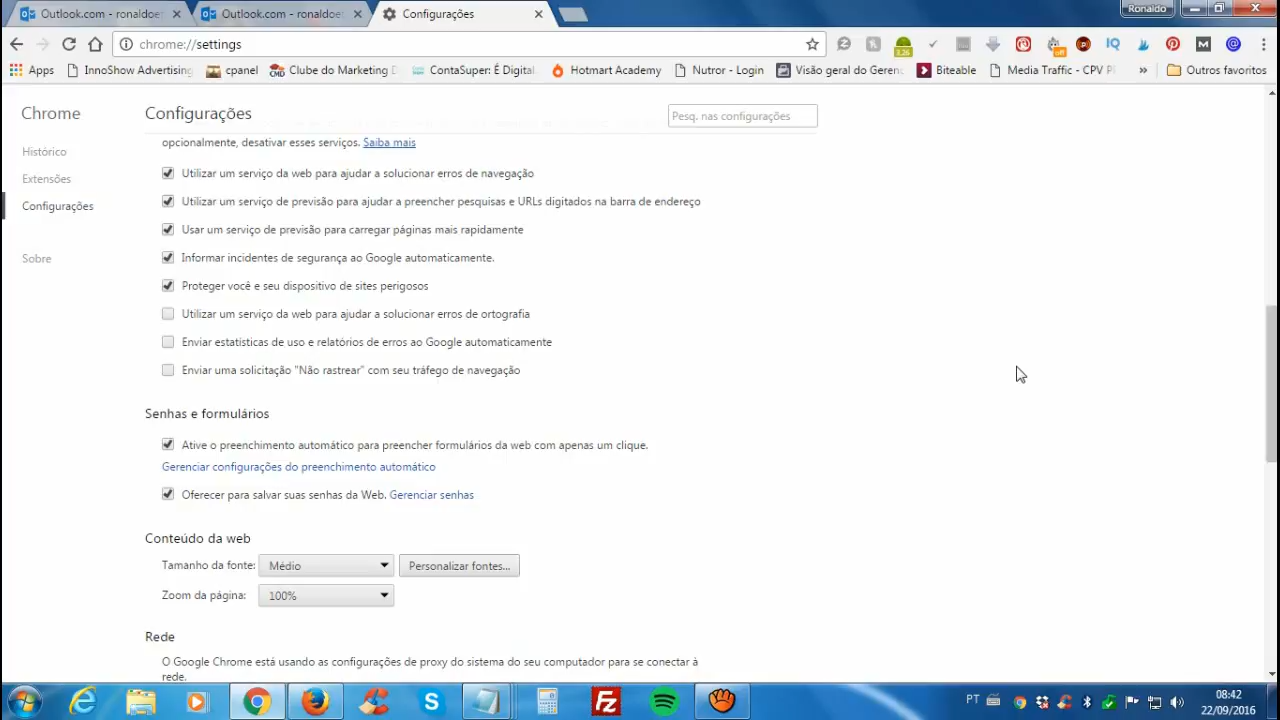 Outlook.com - ronaldoer
Outlook.com - ronaldoer
Configurações
Ronaldo
chrome://settings
3.26
off
IQ
Apps
InnoShow Advertising
cpanel
CMD
Clube do Marketing D
ContaSuper: É Digital
Hotmart Academy
Nutror - Login
Visão geral do Gerenc
Biteable
Media Traffic - CPV Pl
»
Outros favoritos
Chrome
Configurações
Pesq. nas configurações
Histórico
Extensões
Configurações
Sobre
opcionalmente, desativar esses serviços. Saiba mais
Utilizar um serviço da web para ajudar a solucionar erros de navegação
Utilizar um serviço de previsão para ajudar a preencher pesquisas e URLs digitados na barra de endereço
Usar um serviço de previsão para carregar páginas mais rapidamente
Informar incidentes de segurança ao Google automaticamente.
Proteger você e seu dispositivo de sites perigosos
Utilizar um serviço da web para ajudar a solucionar erros de ortografia
Enviar estatísticas de uso e relatórios de erros ao Google automaticamente
Enviar uma solicitação "Não rastrear" com seu tráfego de navegação
Senhas e formulários
Ative o preenchimento automático para preencher formulários da web com apenas um clique.
Gerenciar configurações do preenchimento automático
Oferecer para salvar suas senhas da Web. Gerenciar senhas
Conteúdo da web
Tamanho da fonte: Médio Personalizar fontes...
Zoom da página: 100%
Rede
O Google Chrome está usando as configurações de proxy do sistema do seu computador para se conectar à
rede.
PT
08:42
22/09/2016